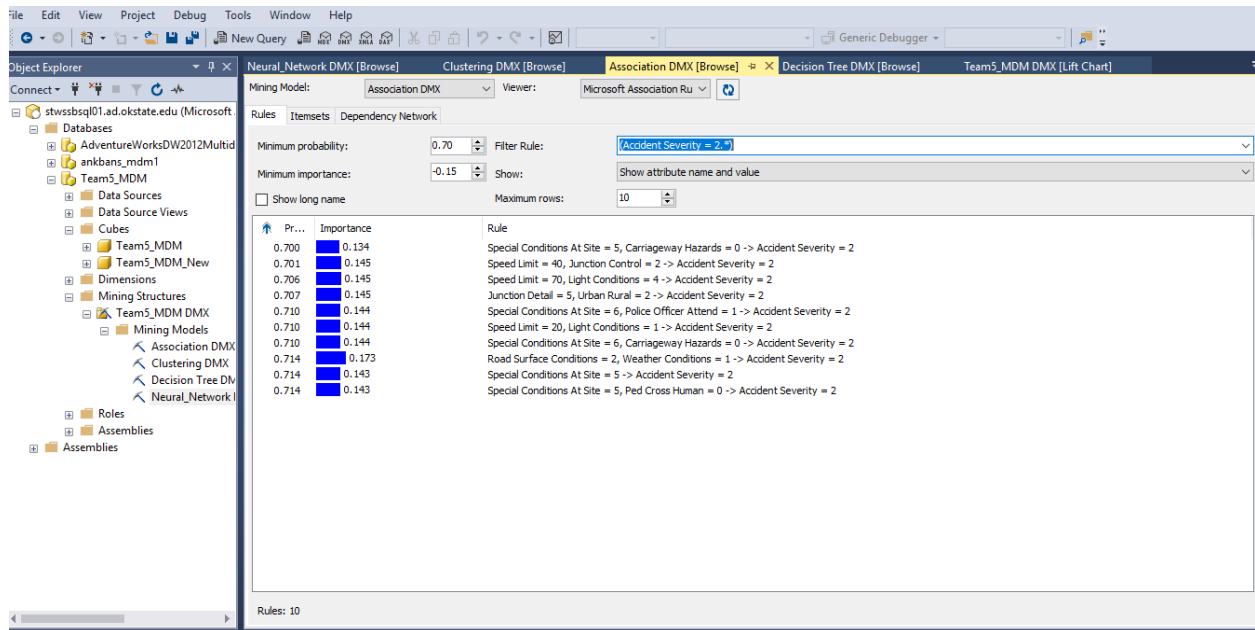 File Edit View Project Debug Tools Window Help
New Query MDX DMX XMLA DAX Generic Debugger
Object Explorer
Connect
stwssbsql01.ad.okstate.edu (Microsoft
Databases
AdventureWorksDW2012Multid
ankbans_mdm1
Team5_MDM
Data Sources
Data Source Views
Cubes
Team5_MDM
Team5_MDM_New
Dimensions
Mining Structures
Team5_MDM DMX
Mining Models
Association DMX
Clustering DMX
Decision Tree DM
Neural_Network
Roles
Assemblies
Assemblies
Neural_Network DMX [Browse] Clustering DMX [Browse] Association DMX [Browse] Decision Tree DMX [Browse] Team5_MDM DMX [Lift Chart]
Mining Model: Association DMX Viewer: Microsoft Association Ru
Rules Itemsets Dependency Network
Minimum probability: 0.70 Filter Rule: (Accident Severity = 2.*)
Minimum importance: -0.15 Show: Show attribute name and value
Show long name Maximum rows: 10
Pr... Importance Rule
0.700 0.134 Special Conditions At Site = 5, Carriageway Hazards = 0 -> Accident Severity = 2
0.701 0.145 Speed Limit = 40, Junction Control = 2 -> Accident Severity = 2
0.706 0.145 Speed Limit = 70, Light Conditions = 4 -> Accident Severity = 2
0.707 0.145 Junction Detail = 5, Urban Rural = 2 -> Accident Severity = 2
0.710 0.144 Special Conditions At Site = 6, Police Officer Attend = 1 -> Accident Severity = 2
0.710 0.144 Speed Limit = 20, Light Conditions = 1 -> Accident Severity = 2
0.710 0.144 Special Conditions At Site = 6, Carriageway Hazards = 0 -> Accident Severity = 2
0.714 0.173 Road Surface Conditions = 2, Weather Conditions = 1 -> Accident Severity = 2
0.714 0.143 Special Conditions At Site = 5 -> Accident Severity = 2
0.714 0.143 Special Conditions At Site = 5, Ped Cross Human = 0 -> Accident Severity = 2
Rules: 10